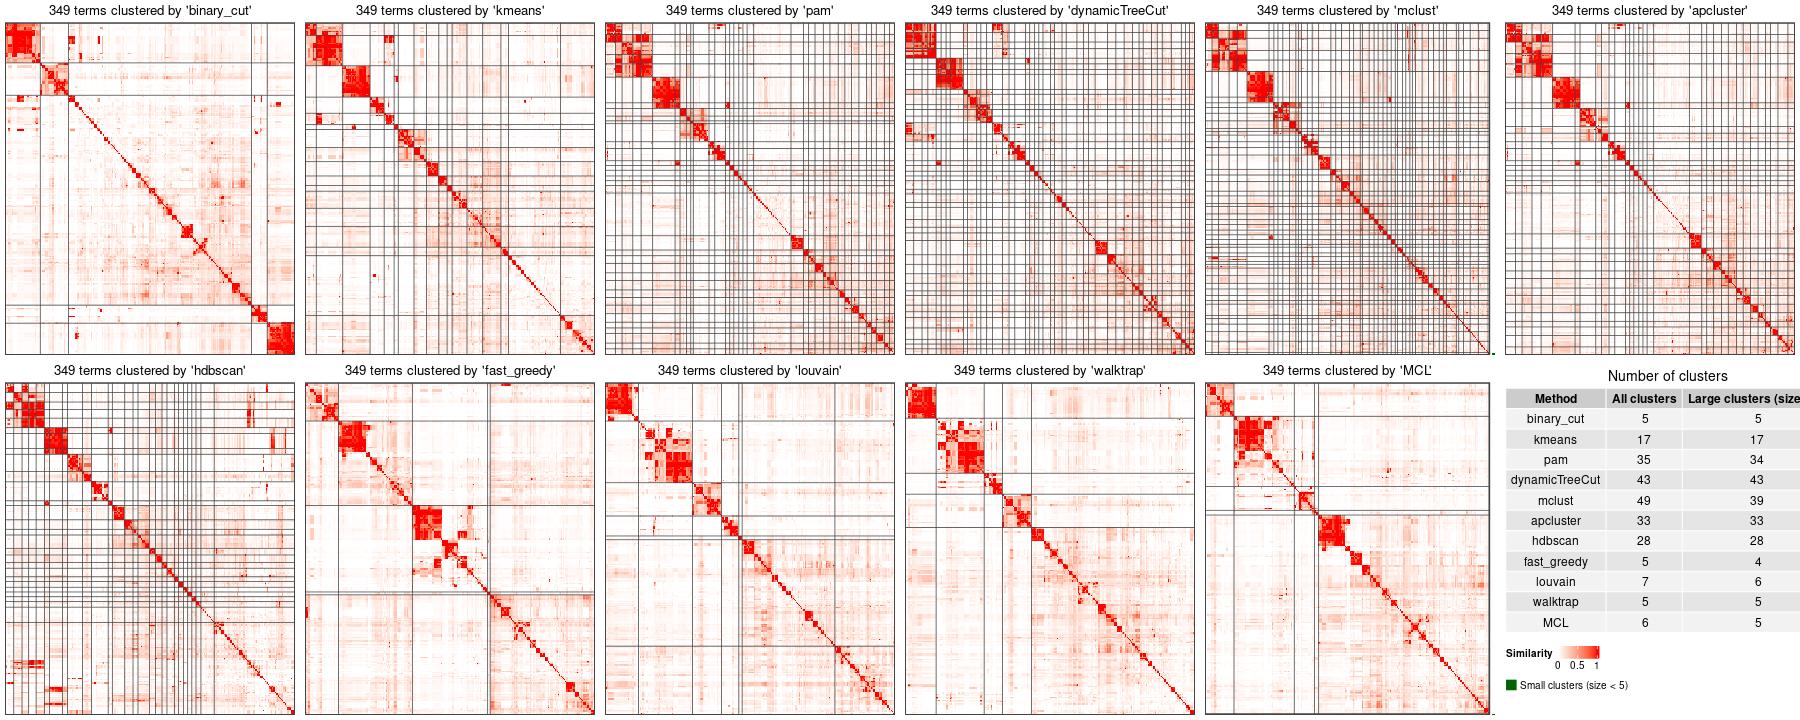 349 terms clustered by 'binary_cut'
349 terms clustered by 'kmeans'
349 terms clustered by 'pam'
349 terms clustered by 'dynamicTreeCut'
349 terms clustered by 'mclust'
349 terms clustered by 'apcluster'
349 terms clustered by 'hdbscan'
349 terms clustered by 'fast_greedy'
349 terms clustered by 'louvain'
349 terms clustered by 'walktrap'
349 terms clustered by 'MCL'
Number of clusters
Method All clusters Large clusters (size
binary_cut 5 5
kmeans 17 17
pam 35 34
dynamicTreeCut 43 43
mclust 49 39
apcluster 33 33
hdbscan 28 28
fast_greedy 5 4
louvain 7 6
walktrap 5 5
MCL 6 5
Similarity
0 0.5 1
Small clusters (size < 5)